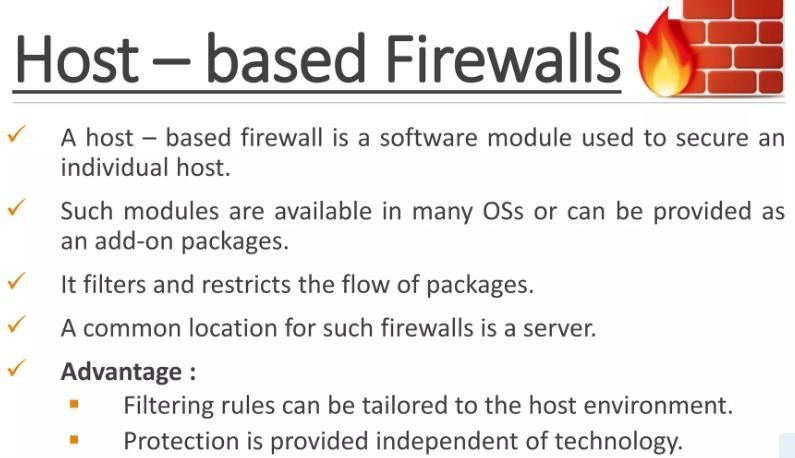 Host – based Firewalls
A host – based firewall is a software module used to secure an
individual host.
Such modules are available in many OSs or can be provided as
an add-on packages.
It filters and restricts the flow of packages.
A common location for such firewalls is a server.
Advantage :
Filtering rules can be tailored to the host environment.
Protection is provided independent of technology.